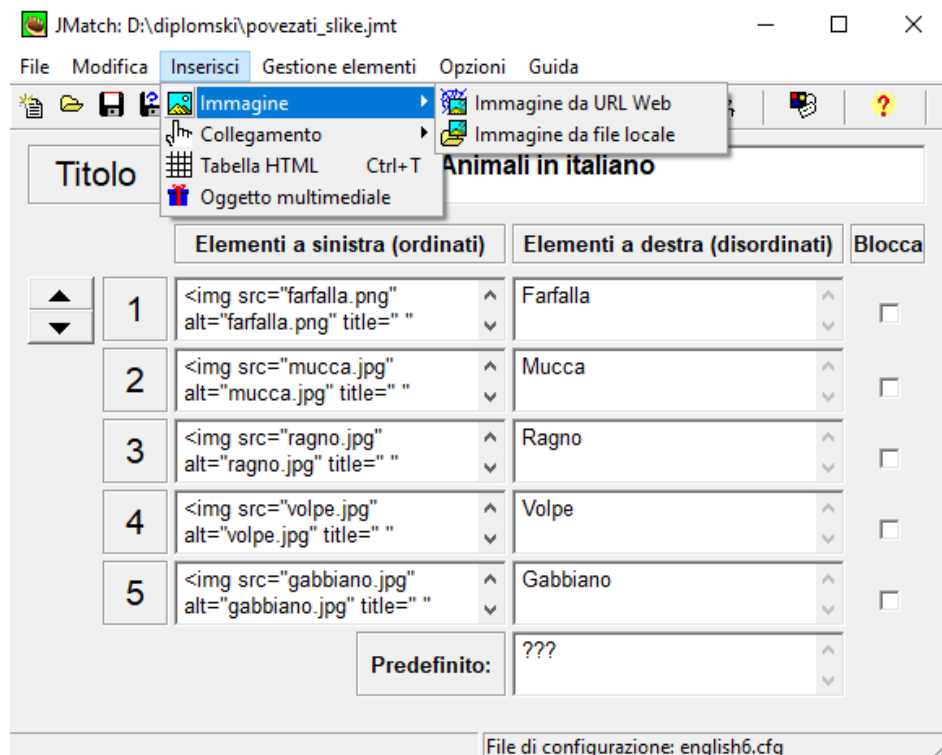 JMatch: D:\diplomski\povezati_slike.jmt
File Modifica Inserisci Gestione elementi Opzioni Guida
Immagine
Immagine da URL Web
Collegamento
Immagine da file locale
Tabella HTML Ctrl+T
Oggetto multimediale
?
Titolo
Animali in italiano
Elementi a sinistra (ordinati) Elementi a destra (disordinati) Blocca
1
<img src="farfalla.png"
alt="farfalla.png" title=" "
Farfalla
2
<img src="mucca.jpg"
alt="mucca.jpg" title=" "
Mucca
3
<img src="ragno.jpg"
alt="ragno.jpg" title=" "
Ragno
4
<img src="volpe.jpg"
alt="volpe.jpg" title=" "
Volpe
5
<img src="gabbiano.jpg"
alt="gabbiano.jpg" title=" "
Gabbiano
Predefinito:
???
File di configurazione: english6.cfg